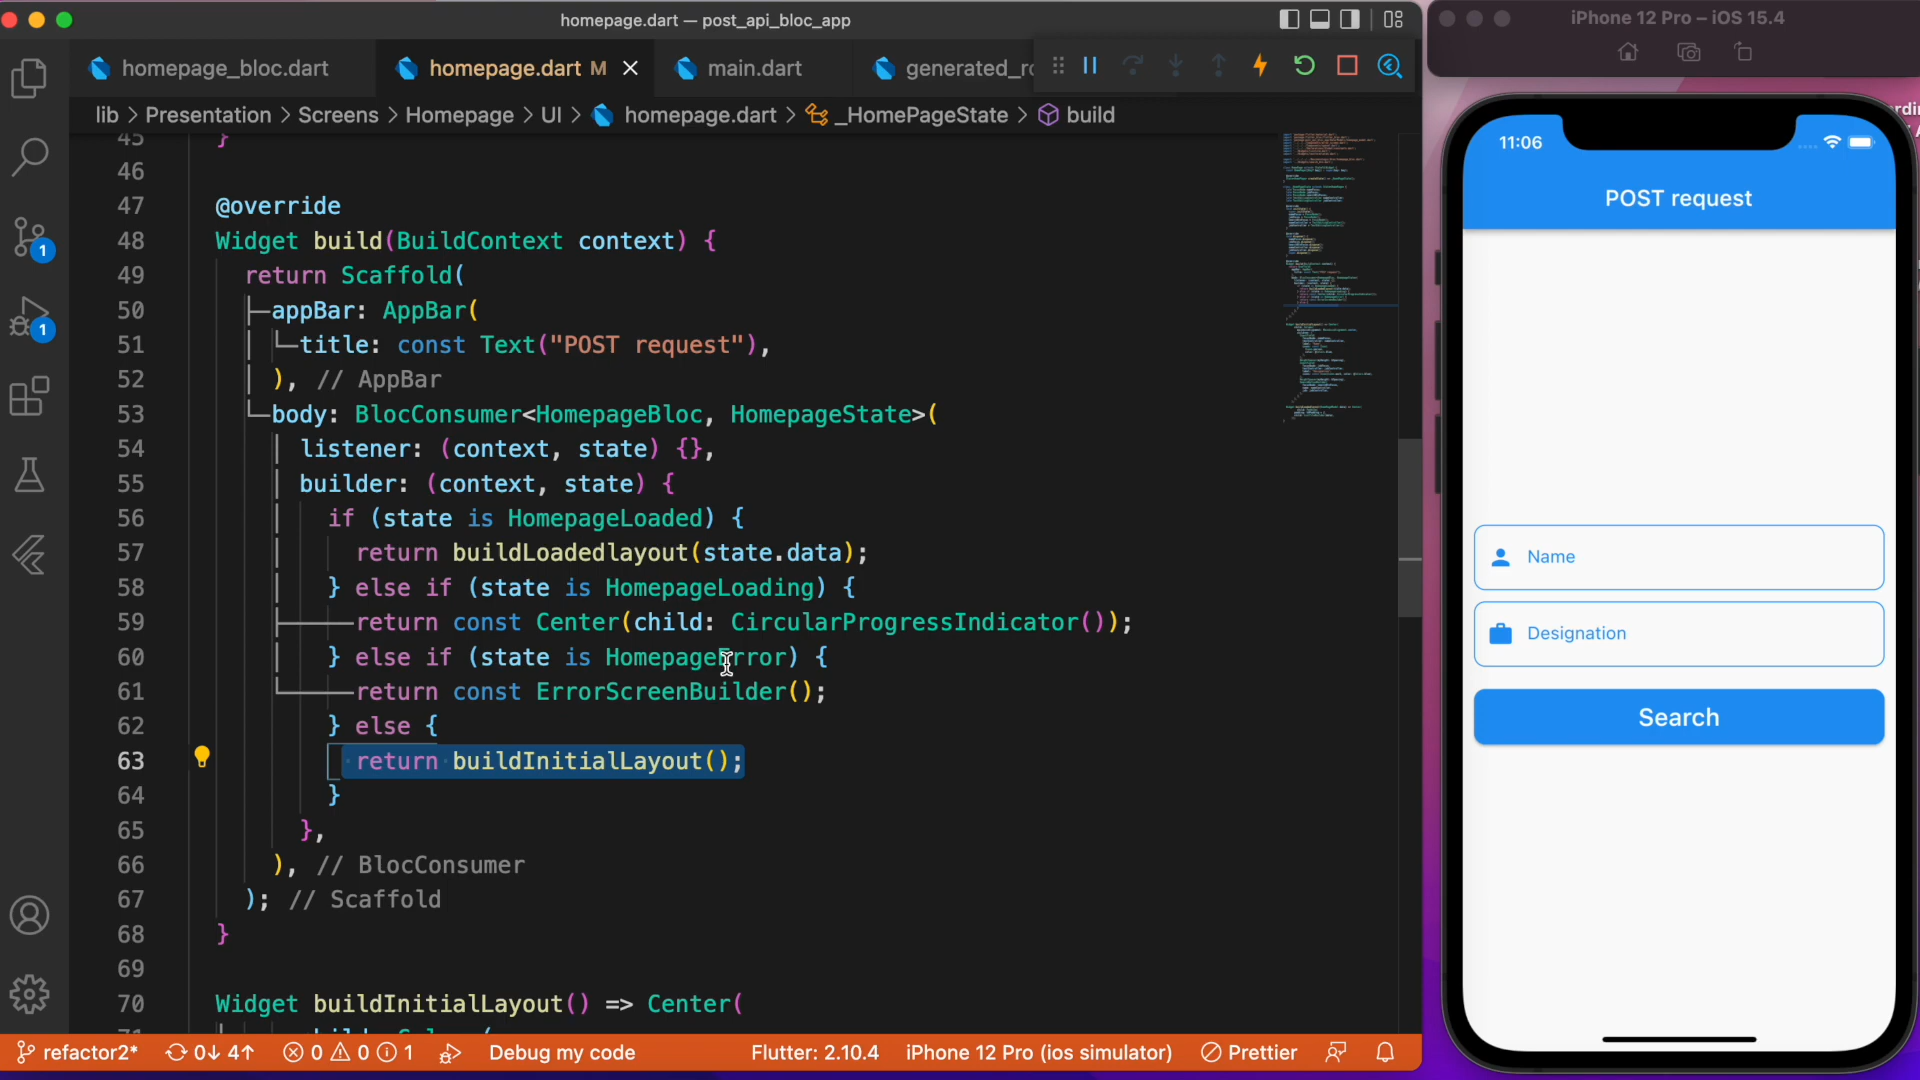 homepage.dart — post_api_bloc_app
iPhone 12 Pro – iOS 15.4
homepage_bloc.dart
homepage.dart M
main.dart
generated_ro
lib > Presentation > Screens > Homepage > UI > homepage.dart > _HomePageState > build
45 }
46
47 @override
48 Widget build(BuildContext context) {
49 return Scaffold(
50 appBar: AppBar(
51 title: const Text("POST request"),
52 ), // AppBar
53 body: BlocConsumer<HomepageBloc, HomepageState>(
54 listener: (context, state) {},
55 builder: (context, state) {
56 if (state is HomepageLoaded) {
57 return buildLoadedlayout(state.data);
58 } else if (state is HomepageLoading) {
59 return const Center(child: CircularProgressIndicator());
60 } else if (state is HomepageError) {
61 return const ErrorScreenBuilder();
62 } else {
63 return buildInitialLayout();
64 }
65 },
66 ), // BlocConsumer
67 ); // Scaffold
68 }
69
70 Widget buildInitialLayout() => Center(
1
1
refactor2* 0↓ 4↑ 0 0 1 Debug my code Flutter: 2.10.4 iPhone 12 Pro (ios simulator) Prettier
11:06
POST request
Name
Designation
Search